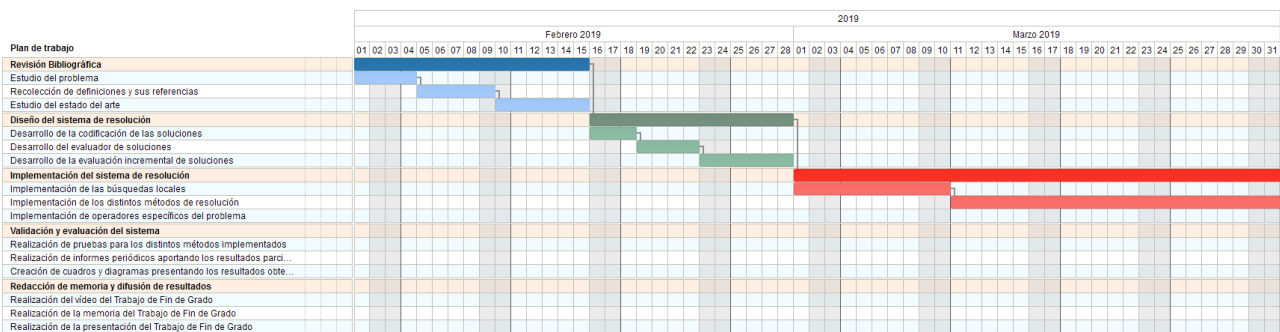 2019
Febrero 2019 Marzo 2019
Plan de trabajo 01 02 03 04 05 06 07 08 09 10 11 12 13 14 15 16 17 18 19 20 21 22 23 24 25 26 27 28 01 02 03 04 05 06 07 08 09 10 11 12 13 14 15 16 17 18 19 20 21 22 23 24 25 26 27 28 29 30 31
Revisión Bibliográfica
Estudio del problema
Recolección de definiciones y sus referencias
Estudio del estado del arte
Diseño del sistema de resolución
Desarrollo de la codificación de las soluciones
Desarrollo del evaluador de soluciones
Desarrollo de la evaluación incremental de soluciones
Implementación del sistema de resolución
Implementación de las búsquedas locales
Implementación de los distintos métodos de resolución
Implementación de operadores específicos del problema
Validación y evaluación del sistema
Realización de pruebas para los distintos métodos implementados
Realización de informes periódicos aportando los resultados parci...
Creación de cuadros y diagramas presentando los resultados obte...
Redacción de memoria y difusión de resultados
Realización del vídeo del Trabajo de Fin de Grado
Realización de la memoria del Trabajo de Fin de Grado
Realización de la presentación del Trabajo de Fin de Grado